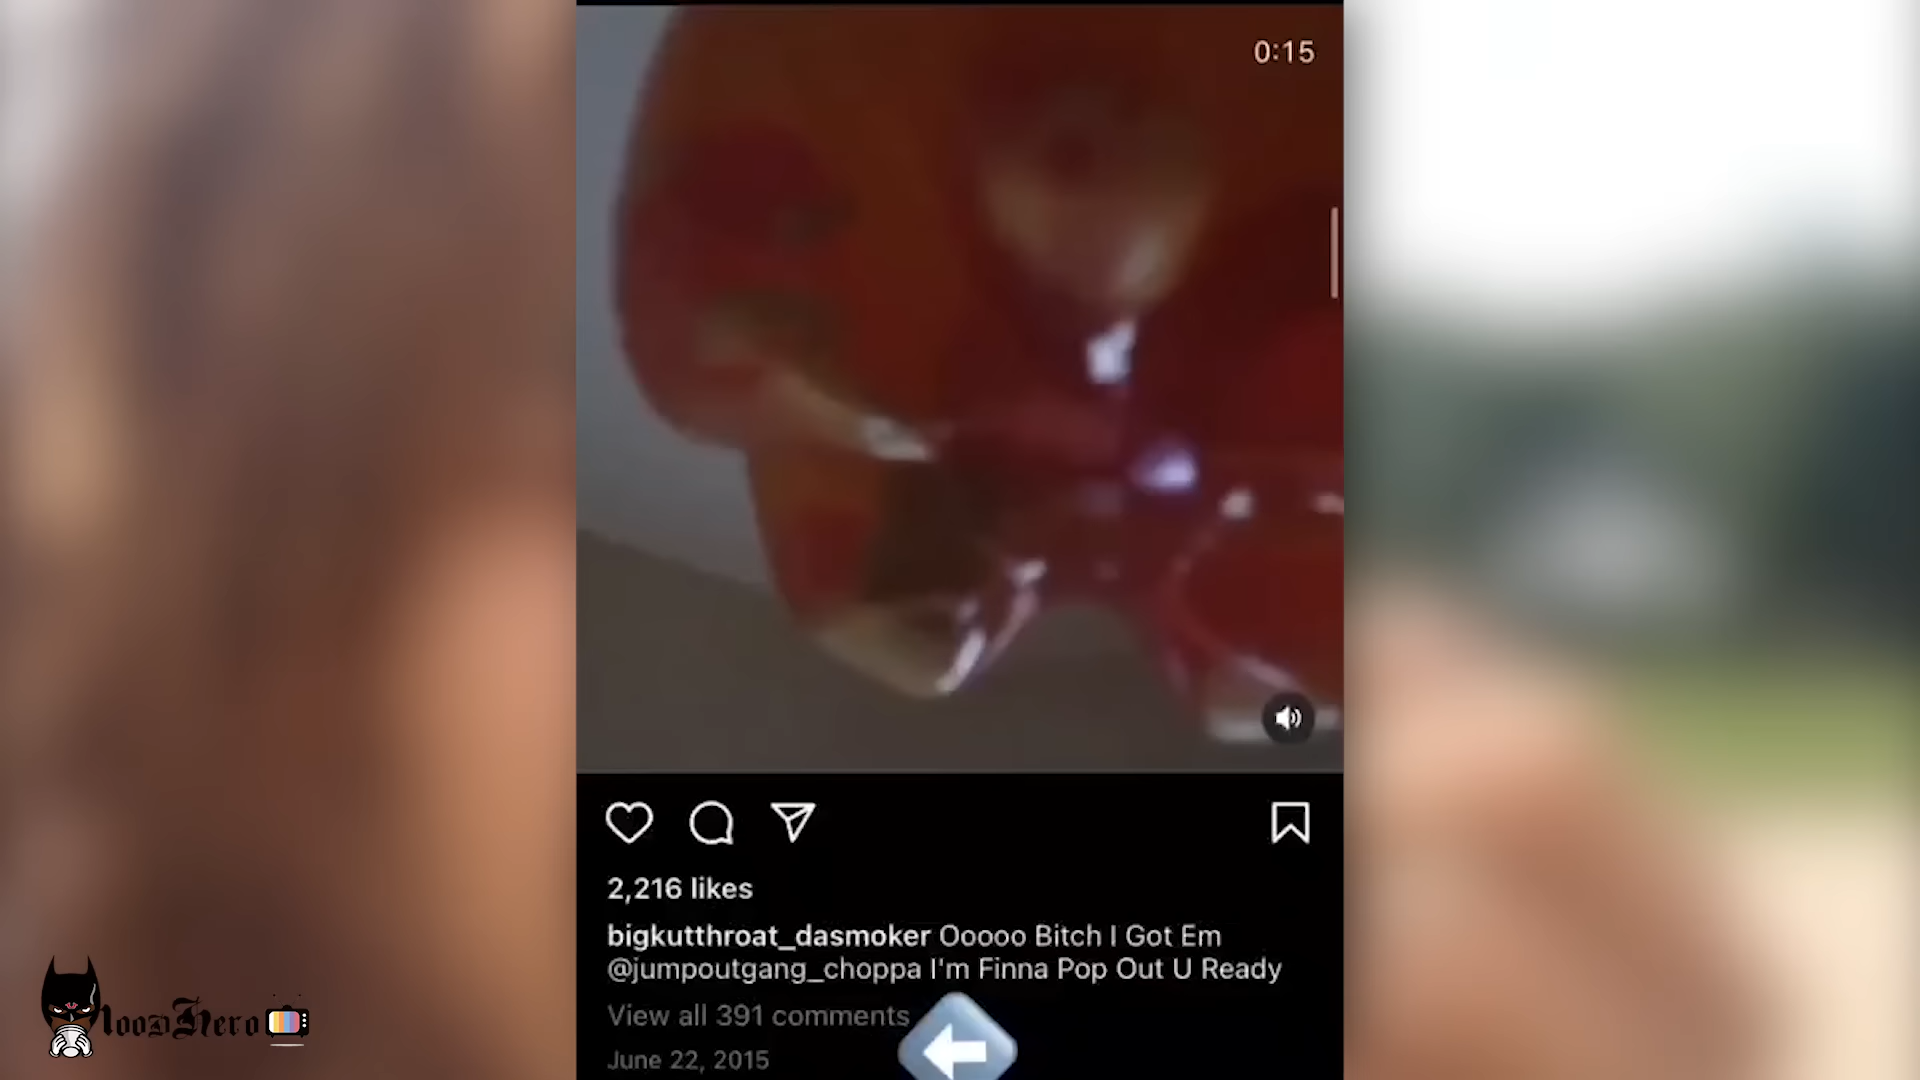 0:15
2,216 likes
bigkutthroat_dasmoker Ooooo Bitch I Got Em
@jumpoutgang_choppa I'm Finna Pop Out U Ready
View all 391 comments
June 22, 2015
HoodHero